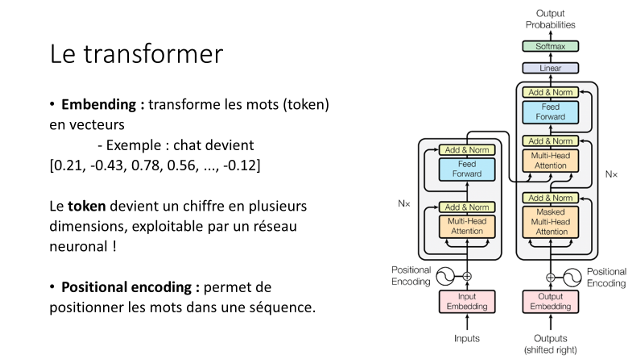 Le transformer
• Embending : transforme les mots (token)
en vecteurs
- Exemple : chat devient
[0.21, -0.43, 0.78, 0.56, ..., -0.12]
Le token devient un chiffre en plusieurs
dimensions, exploitable par un réseau
neuronal !
• Positional encoding : permet de
positionner les mots dans une séquence.
Output
Probabilities
Softmax
Linear
Add & Norm
Feed
Forward
Add & Norm
Multi-Head
Attention
Add & Norm
Masked
Multi-Head
Attention
Nx
Add & Norm
Feed
Forward
Add & Norm
Multi-Head
Attention
Nx
Positional
Encoding
Positional
Encoding
Input
Embedding
Output
Embedding
Inputs
Outputs
(shifted right)